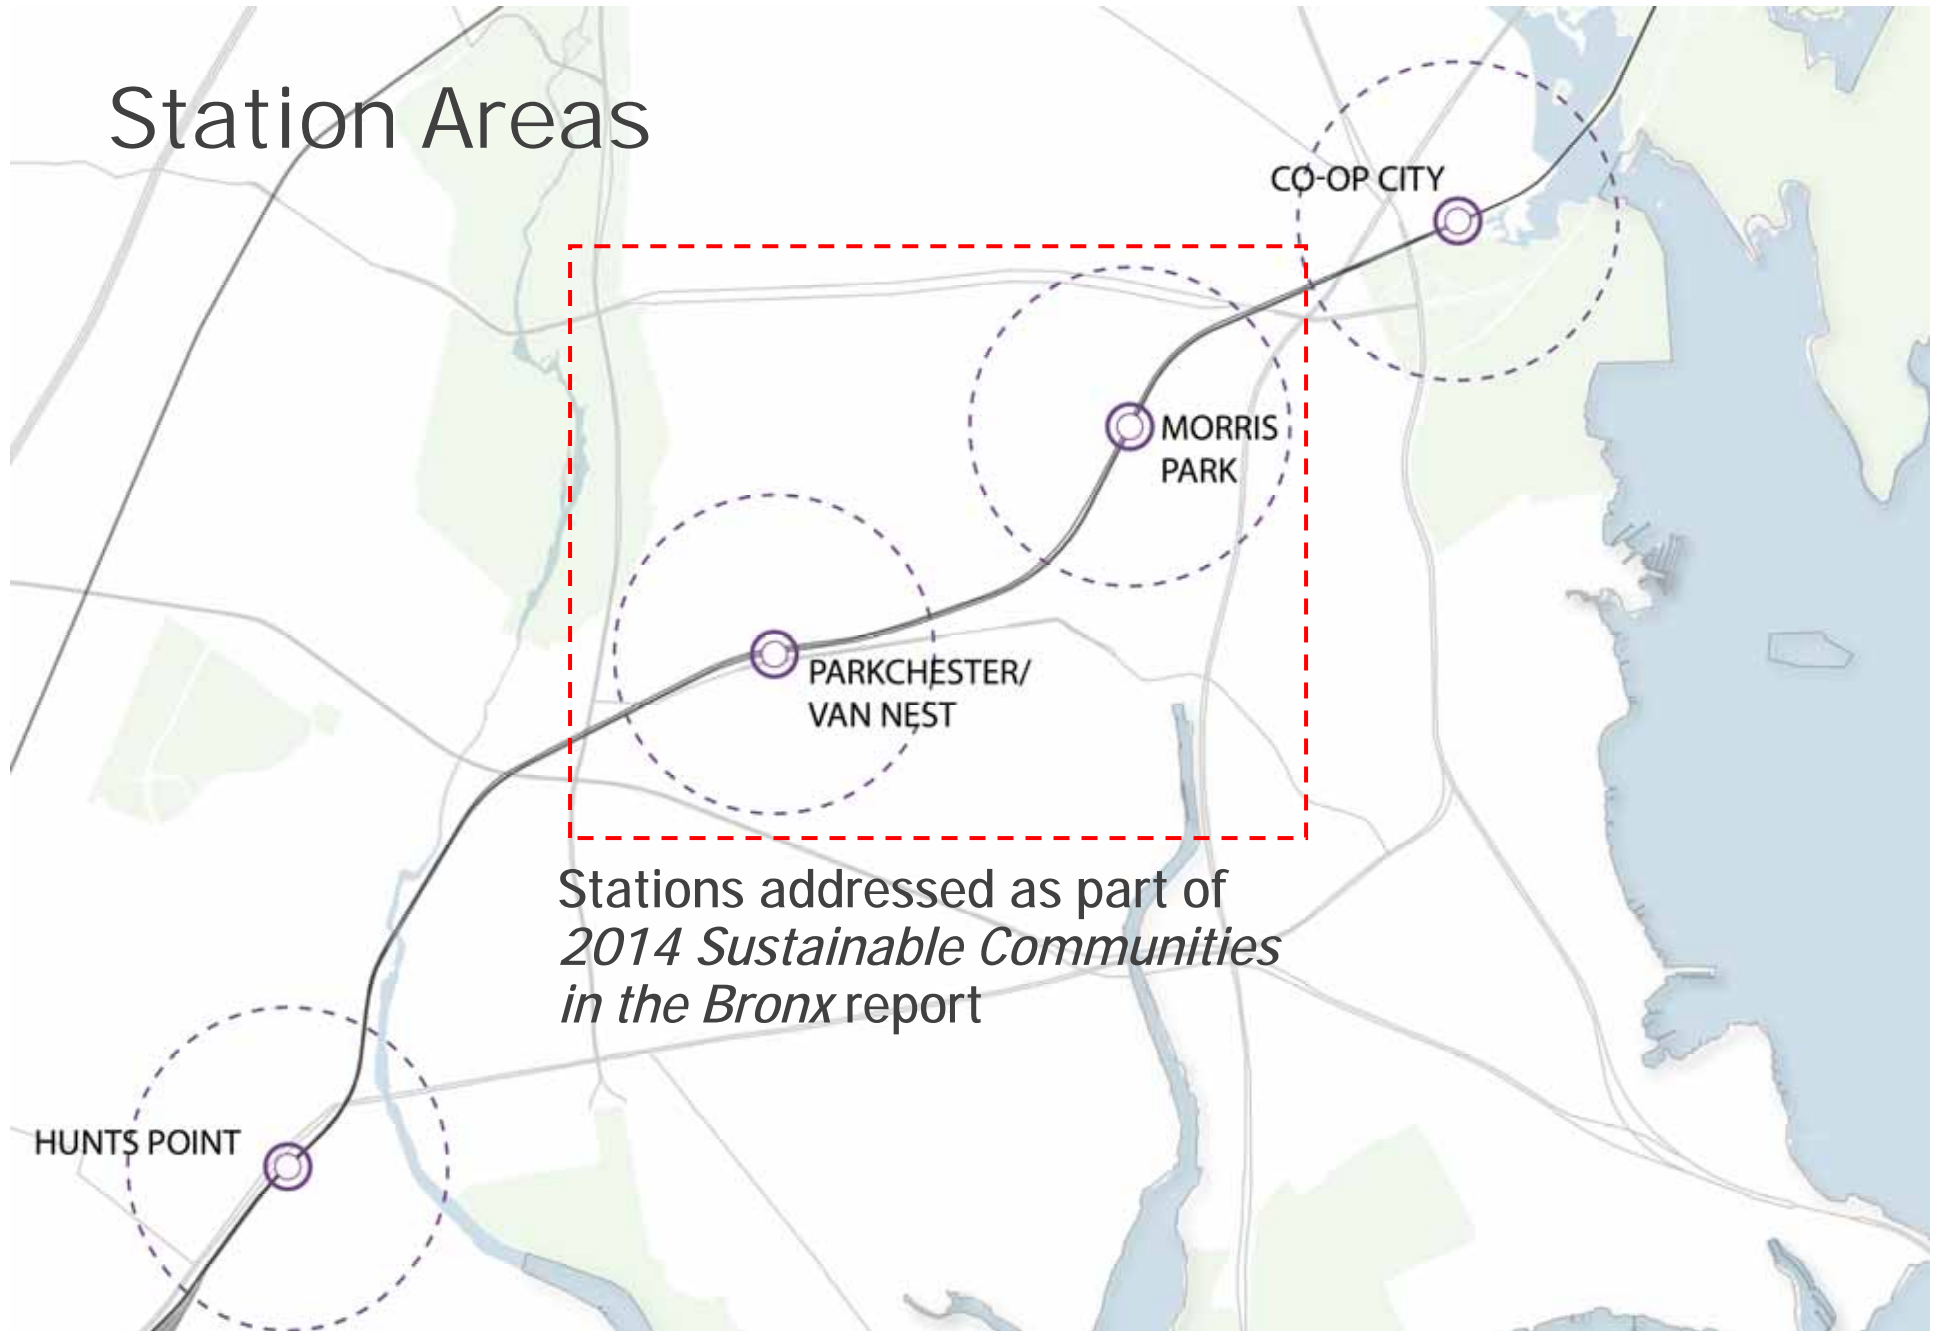 Station Areas
CO-OP CITY
MORRIS
PARK
PARKCHESTER/
VAN NEST
Stations addressed as part of
2014 Sustainable Communities
in the Bronx report
HUNTS POINT